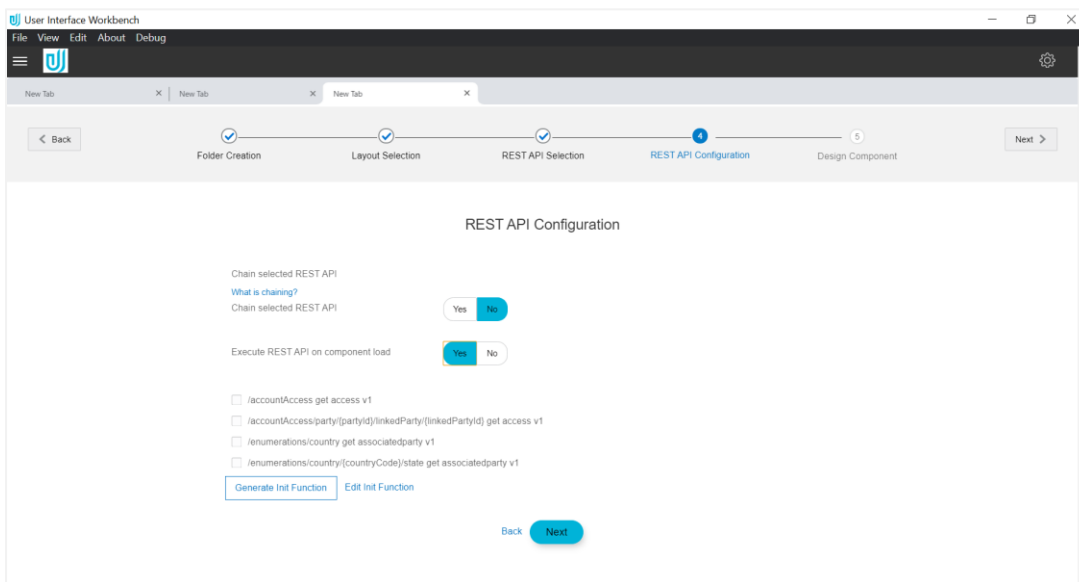 User Interface Workbench
File View Edit About Debug
New Tab New Tab New Tab
Back
Folder Creation
Layout Selection
REST API Selection
4
REST API Configuration
5
Design Component
Next
REST API Configuration
Chain selected REST API
What is chaining?
Chain selected REST API Yes No
Execute REST API on component load Yes No
/accountAccess get access v1
/accountAccess/party/{partyId}/linkedParty/{linkedPartyId} get access v1
/enumerations/country get associatedparty v1
/enumerations/country/{countryCode}/state get associatedparty v1
Generate Init Function Edit Init Function
Back Next